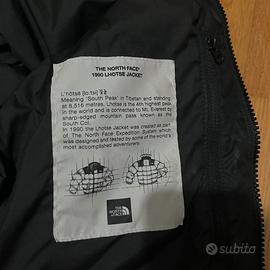 THE NORTH FACE®
1990 LHOTSE JACKET
L'hōtsë [lo:tsi]
Meaning 'South Peak' in Tibetan and standing
at 8,516 metres, Lhotse is the 4th highest peak
in the world and is connected to Mt. Everest by
sharp-edged mountain pass known as the
South Col.
In 1990 the Lhotse Jacket was created as part
of The North Face Expedition System which
was designed and tested by some of the world's
most accomplished adventurers.
THE
NORTH
FACE
subito